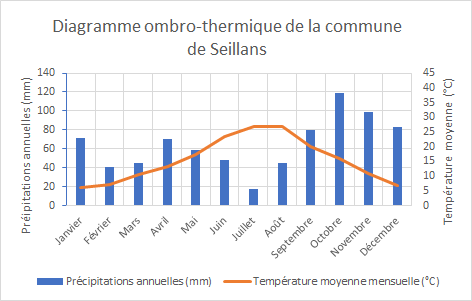 Diagramme ombro-thermique de la commune
de Seillans
Préipitations annuelles (mm)
140
120
100
80
60
40
20
0
45
40
35
30
25
20
15
10
5
0
Température moyenne (°C)
Janvier
Février
Mars
Avril
Mai
Juin
Juillet
Août
Septembre
Octobre
Novembre
Décembre
Précipitations annuelles (mm)
Température moyenne mensuelle (°C)